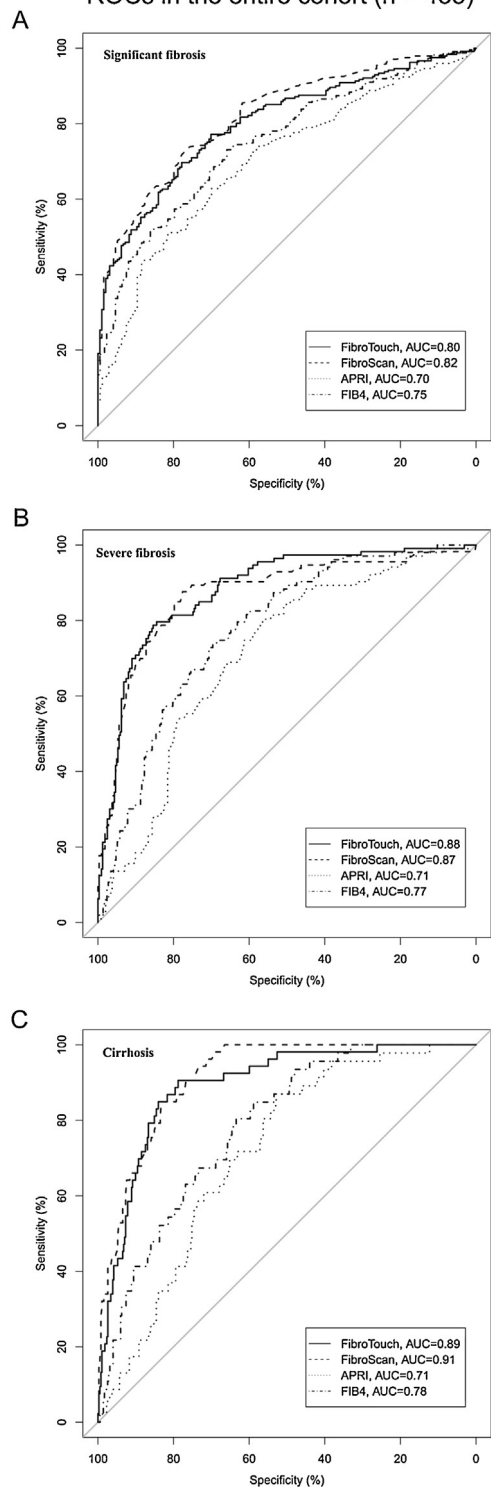 A
Significant fibrosis
Sensitivity (%)
100
80
60
40
20
0
FibroTouch, AUC=0.80
FibroScan, AUC=0.82
APRI, AUC=0.70
FIB4, AUC=0.75
100
80
60
40
20
0
Specificity (%)
B
Severe fibrosis
Sensitivity (%)
100
80
60
40
20
0
FibroTouch, AUC=0.88
FibroScan, AUC=0.87
APRI, AUC=0.71
FIB4, AUC=0.77
100
80
60
40
20
0
Specificity (%)
C
Cirrhosis
Sensitivity (%)
100
80
60
40
20
0
FibroTouch, AUC=0.89
FibroScan, AUC=0.91
APRI, AUC=0.71
FIB4, AUC=0.78
100
80
60
40
20
0
Specificity (%)